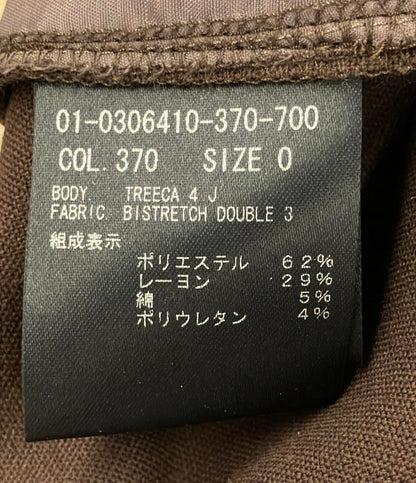 01-0306410-370-700
COL.370 SIZE 0
BODY TREECA 4 J
FABRIC BISTRETCH DOUBLE 3
組成表示
ポリエステル 62%
レーヨン 29%
綿 5%
ポリウレタン 4%